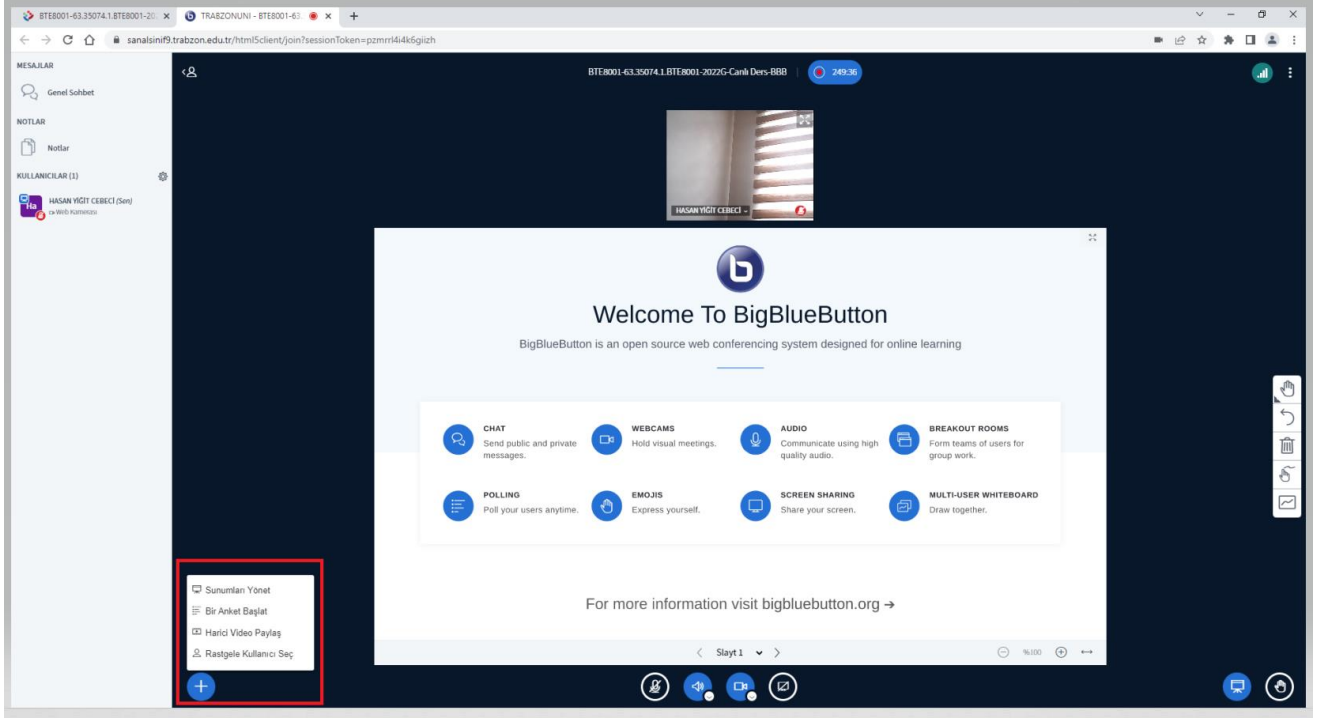 BTE8001-63.35074.1.BTE8001-20
TRABZONUNI - BTE8001-63.
sanalsinif9.trabzon.edu.tr/html5client/join?sessionToken=pzmrrl4i4k6giizh
MESAJLAR
Genel Sohbet
NOTLAR
Notlar
KULLANICILAR (1)
Ha
HASAN YİĞİT CEBECİ (Sen)
Web Kamerası
BTE8001-63.35074.1.BTE8001-2022G-Canlı Ders-BBB
249:36
HASAN YİĞİT CEBECİ
b
Welcome To BigBlueButton
BigBlueButton is an open source web conferencing system designed for online learning
CHAT
Send public and private
messages.
WEBCAMS
Hold visual meetings.
AUDIO
Communicate using high
quality audio.
BREAKOUT ROOMS
Form teams of users for
group work.
POLLING
Poll your users anytime.
EMOJIS
Express yourself.
SCREEN SHARING
Share your screen.
MULTI-USER WHITEBOARD
Draw together.
For more information visit bigbluebutton.org ➔
Slayt 1
%100
Sunumları Yönet
Bir Anket Başlat
Harici Video Paylaş
Rastgele Kullanıcı Seç